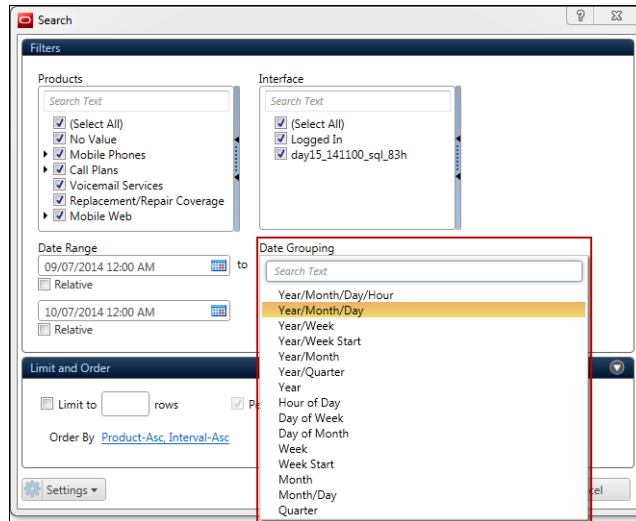 Search
Filters
Products
Search Text
(Select All)
No Value
Mobile Phones
Call Plans
Voicemail Services
Replacement/Repair Coverage
Mobile Web
Interface
Search Text
(Select All)
Logged In
day15_141100_sql_83h
Date Range
09/07/2014 12:00 AM
to
Relative
10/07/2014 12:00 AM
Relative
Date Grouping
Search Text
Year/Month/Day/Hour
Year/Month/Day
Year/Week
Year/Week Start
Year/Month
Year/Quarter
Year
Hour of Day
Day of Week
Day of Month
Week
Week Start
Month
Month/Day
Quarter
Limit and Order
Limit to rows
Order By Product-Asc, Interval-Asc
Settings